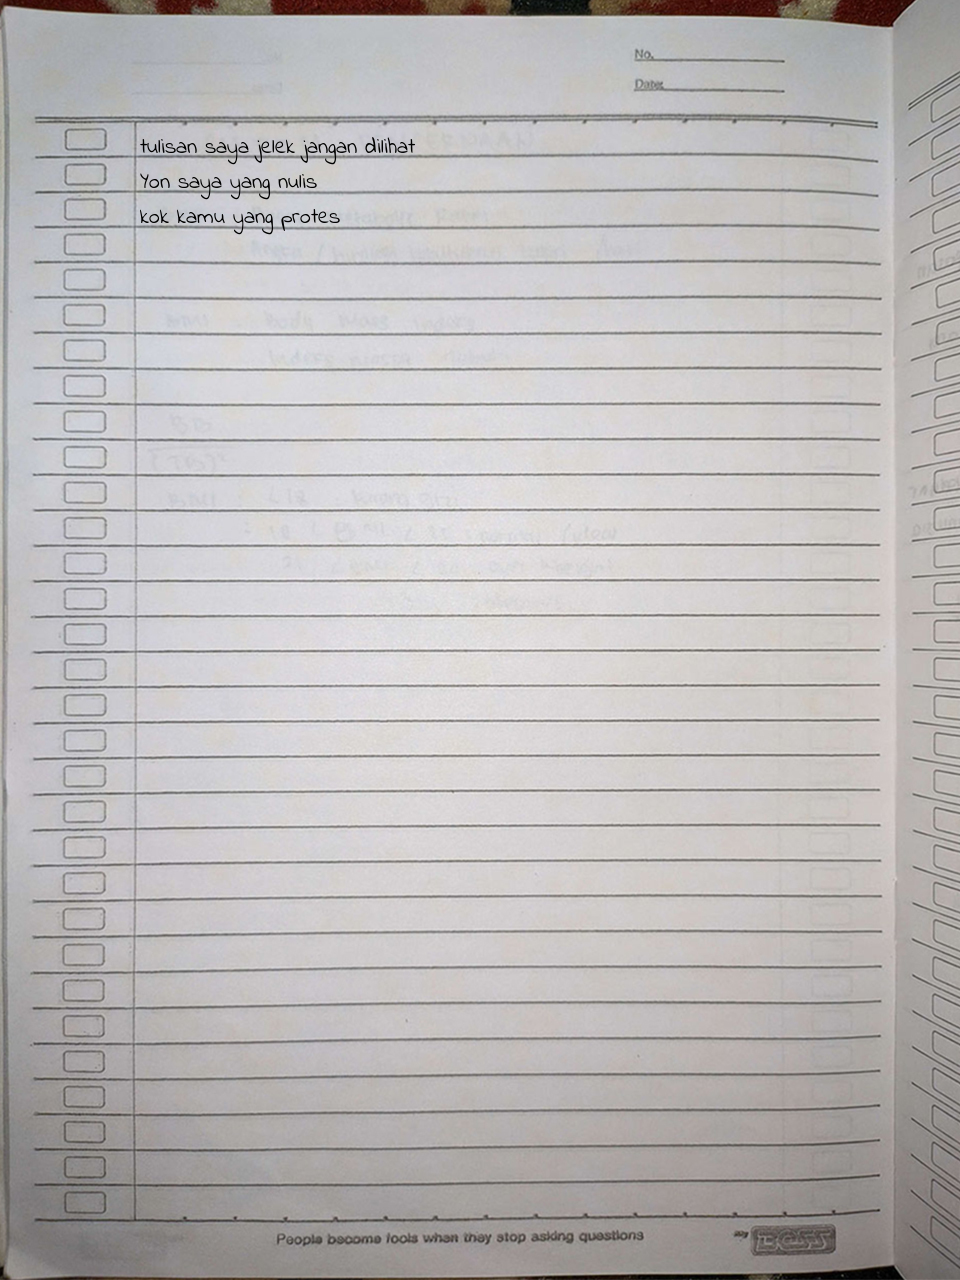 No.
Date:
tulisan saya jelek jangan dilihat
Yon saya yang nulis
kok kamu yang protes
People become fools when they stop asking questions
my BOSS